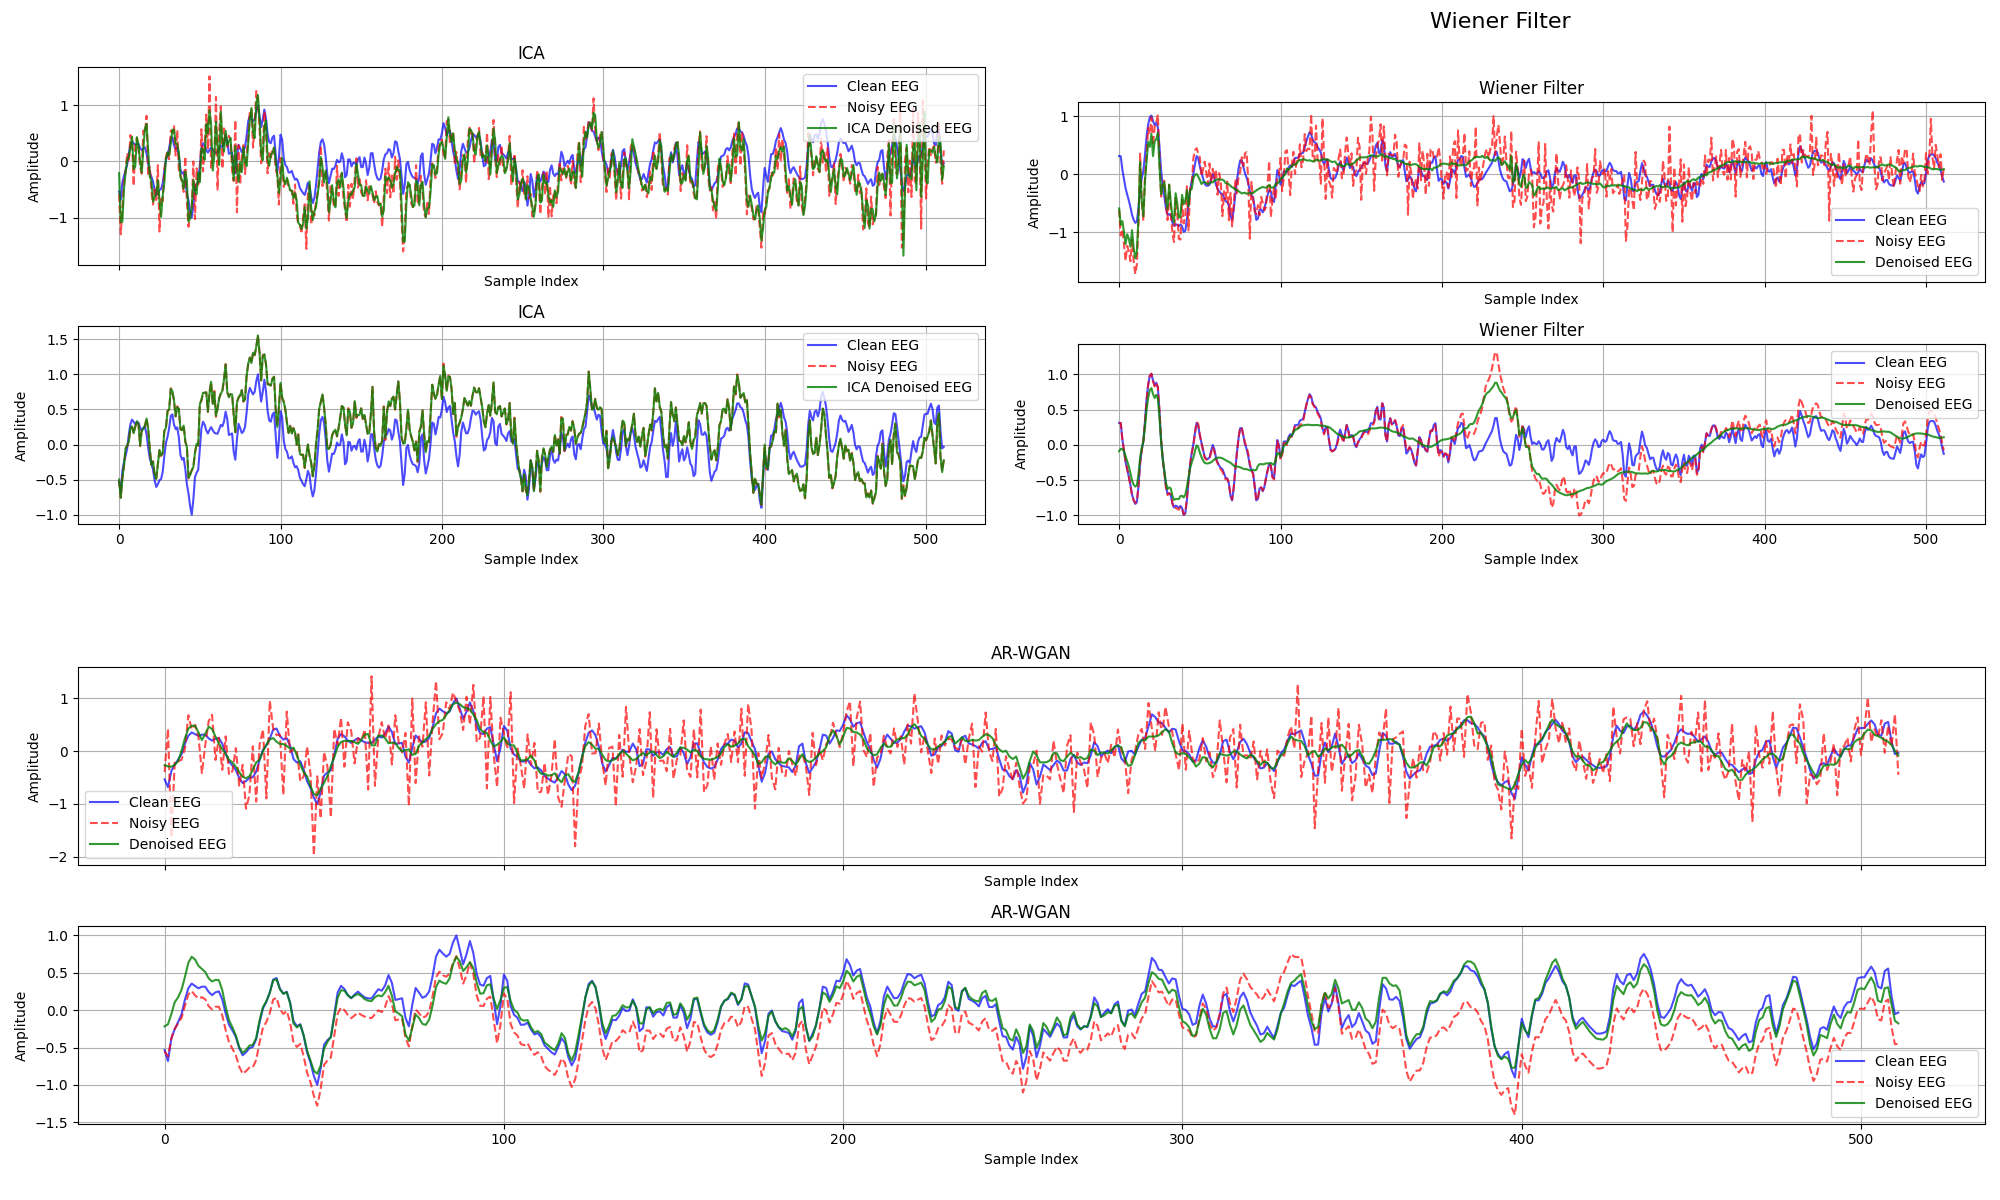 Wiener Filter
ICA
1
0
−1
Amplitude
Clean EEG
Noisy EEG
ICA Denoised EEG
Sample Index
Wiener Filter
1
0
−1
Amplitude
Clean EEG
Noisy EEG
Denoised EEG
Sample Index
ICA
1.5
1.0
0.5
0.0
−0.5
−1.0
Amplitude
Clean EEG
Noisy EEG
ICA Denoised EEG
0 100 200 300 400 500
Sample Index
Wiener Filter
1.0
0.5
0.0
−0.5
−1.0
Amplitude
Clean EEG
Noisy EEG
Denoised EEG
0 100 200 300 400 500
Sample Index
AR-WGAN
1
0
−1
−2
Amplitude
Clean EEG
Noisy EEG
Denoised EEG
Sample Index
AR-WGAN
1.0
0.5
0.0
−0.5
−1.0
−1.5
Amplitude
Clean EEG
Noisy EEG
Denoised EEG
0 100 200 300 400 500
Sample Index